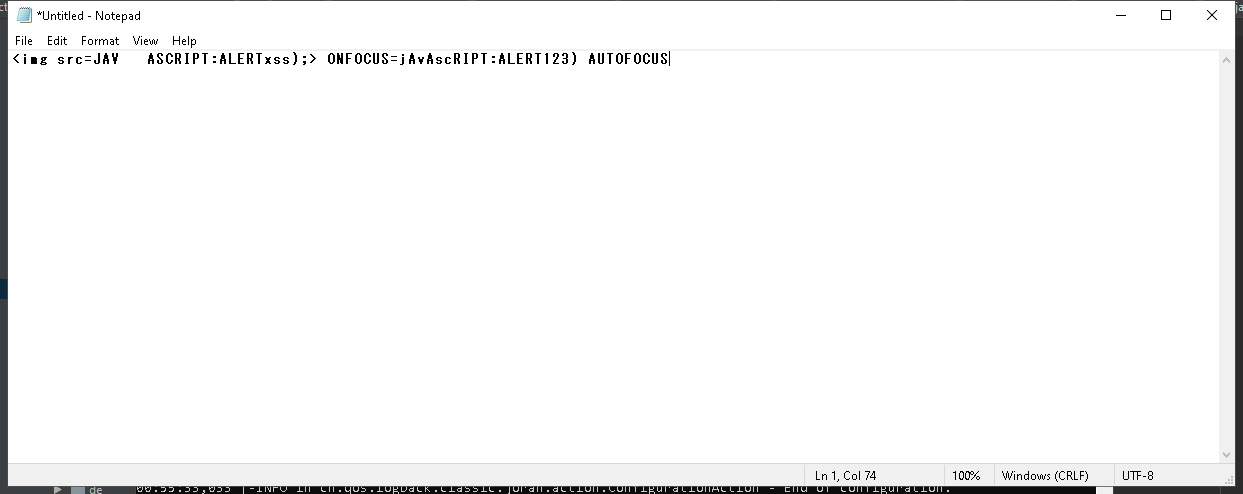 *Untitled - Notepad
File Edit Format View Help
<img src=JAV   ASCRIPT:ALERTxss);> ONFOCUS=jAvAscRIPT:ALERT123) AUTOFOCUS
Ln 1, Col 74 100% Windows (CRLF) UTF-8
de 00:55:33,033 |-INFO in ch.qos.logback.classic.joran.action.ConfigurationAction - End of configuration.